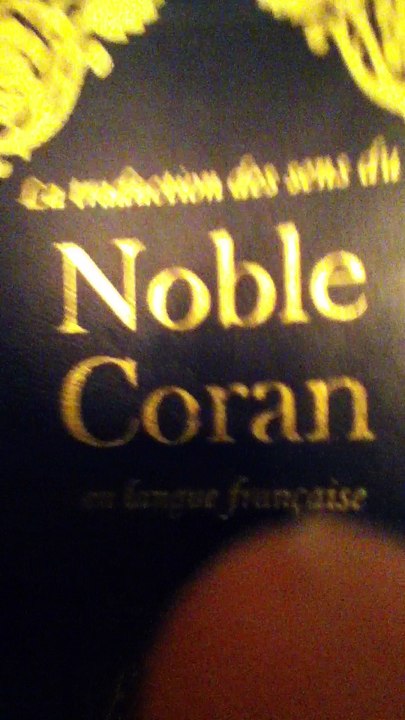 La traduction des sens du
Noble
Coran
en langue française